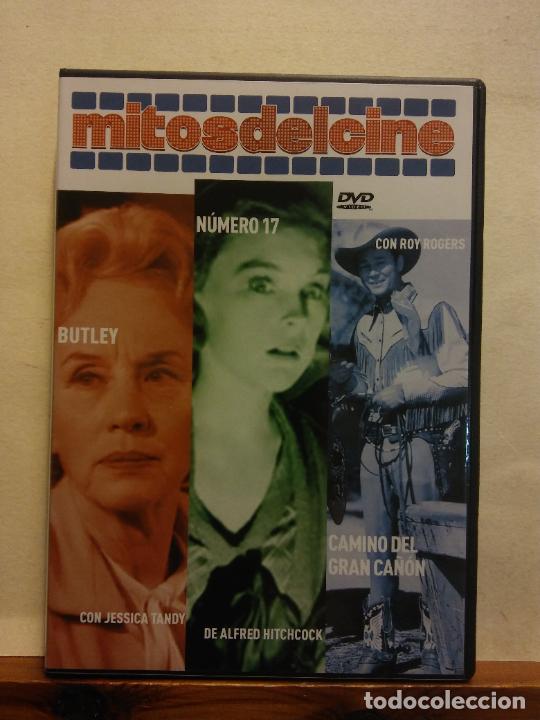 mitosdelcine
DVD
VIDEO
NÚMERO 17
CON ROY ROGERS
BUTLEY
CAMINO DEL
GRAN CAÑÓN
CON JESSICA TANDY
DE ALFRED HITCHCOCK
todocoleccion